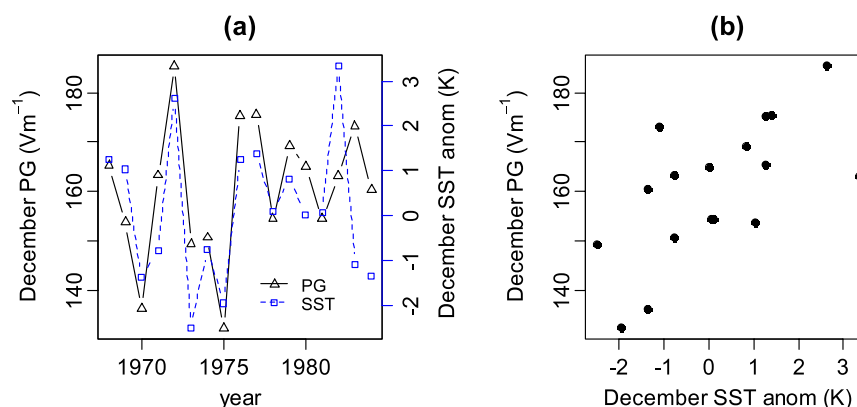 (a)
December PG (Vm⁻¹)
140
160
180
1970
1975
1980
year
-2
-1
0
1
2
3
December SST anom (K)
PG
SST
(b)
December PG (Vm⁻¹)
140
160
180
-2
-1
0
1
2
3
December SST anom (K)